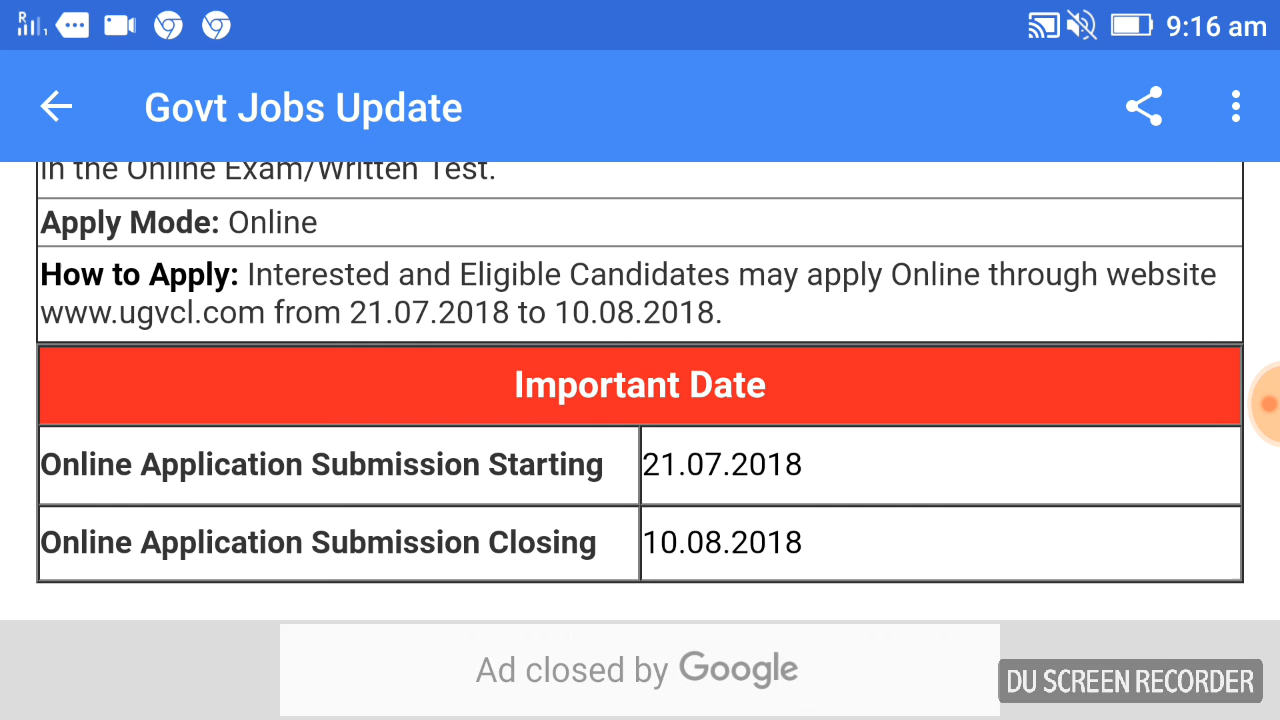 R
1
9:16 am
Govt Jobs Update
in the Online Exam/Written Test.
Apply Mode: Online
How to Apply: Interested and Eligible Candidates may apply Online through website
www.ugvcl.com from 21.07.2018 to 10.08.2018.
Important Date
Online Application Submission Starting 21.07.2018
Online Application Submission Closing 10.08.2018
Ad closed by Google
DU SCREEN RECORDER